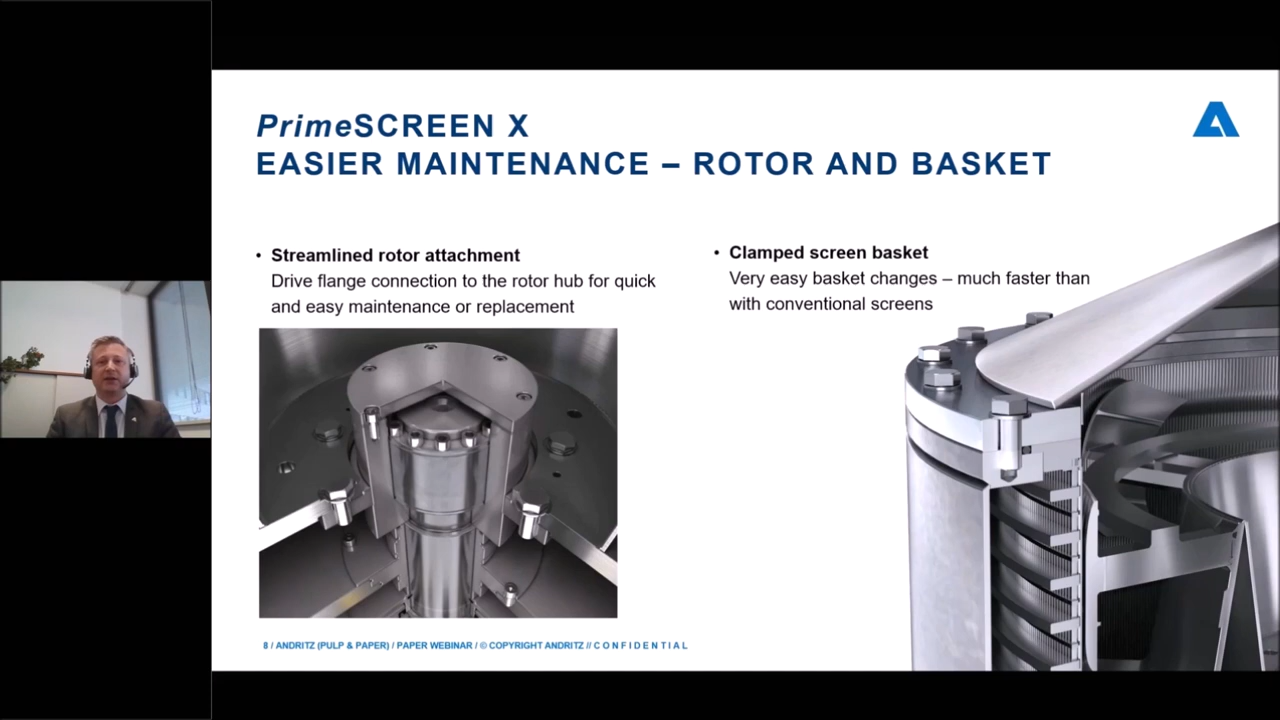 PrimeSCREEN X
EASIER MAINTENANCE – ROTOR AND BASKET
• Streamlined rotor attachment
Drive flange connection to the rotor hub for quick
and easy maintenance or replacement
• Clamped screen basket
Very easy basket changes – much faster than
with conventional screens
8 / ANDRITZ (PULP & PAPER) / PAPER WEBINAR / © COPYRIGHT ANDRITZ // CONFIDENTIAL